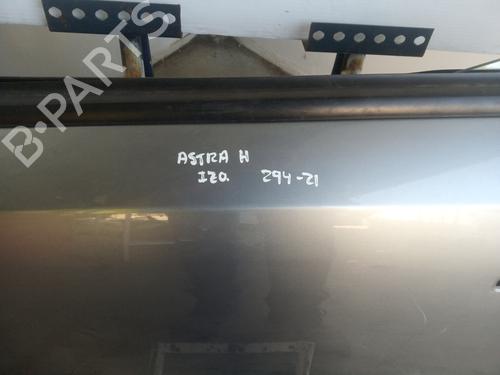 B-PARTS
ASTRA H
IZQ. 294-21